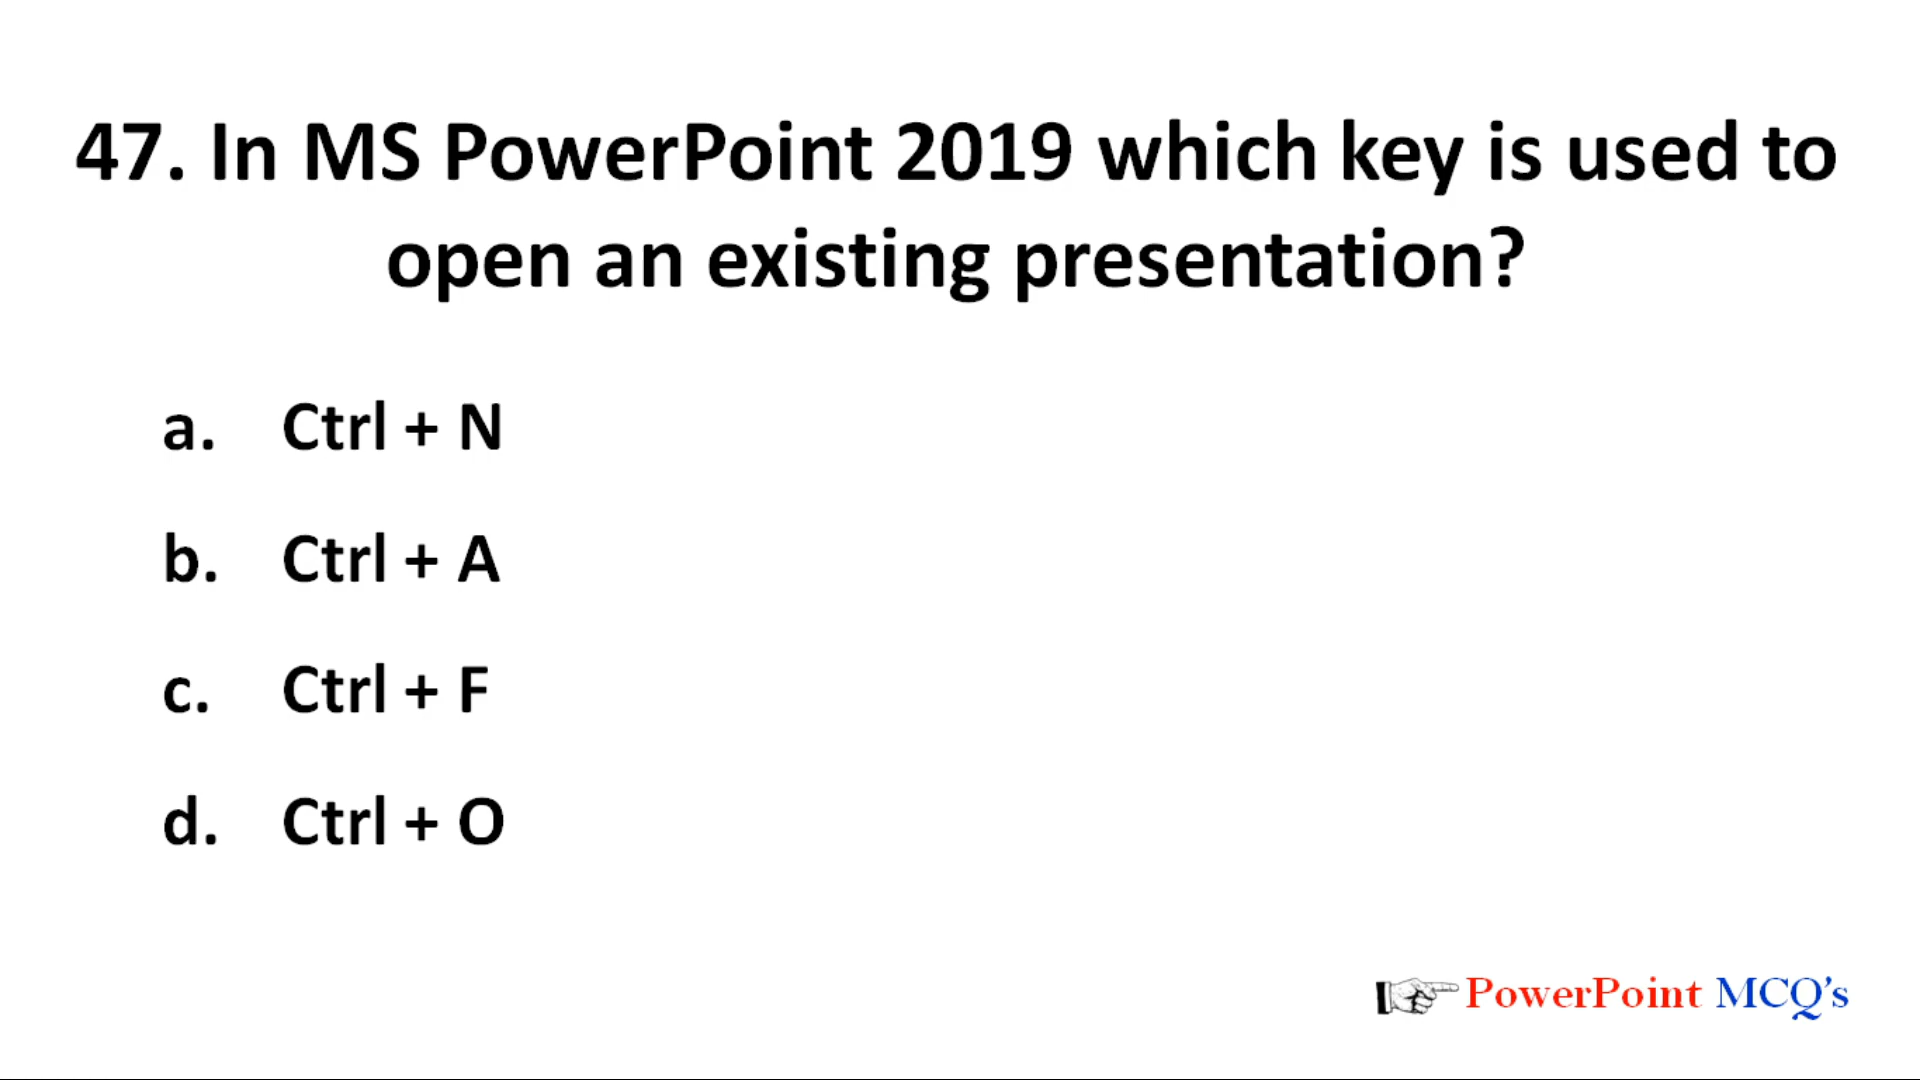 47. In MS PowerPoint 2019 which key is used to
open an existing presentation?
a. Ctrl + N
b. Ctrl + A
c. Ctrl + F
d. Ctrl + O
PowerPoint MCQ's